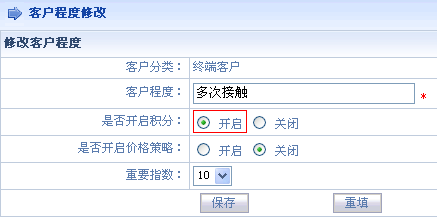 客户程度修改
修改客户程度
客户分类： 终端客户
客户程度： 多次接触 *
是否开启积分： 开启 关闭
是否开启价格策略： 开启 关闭
重要指数： 10
保存 重填